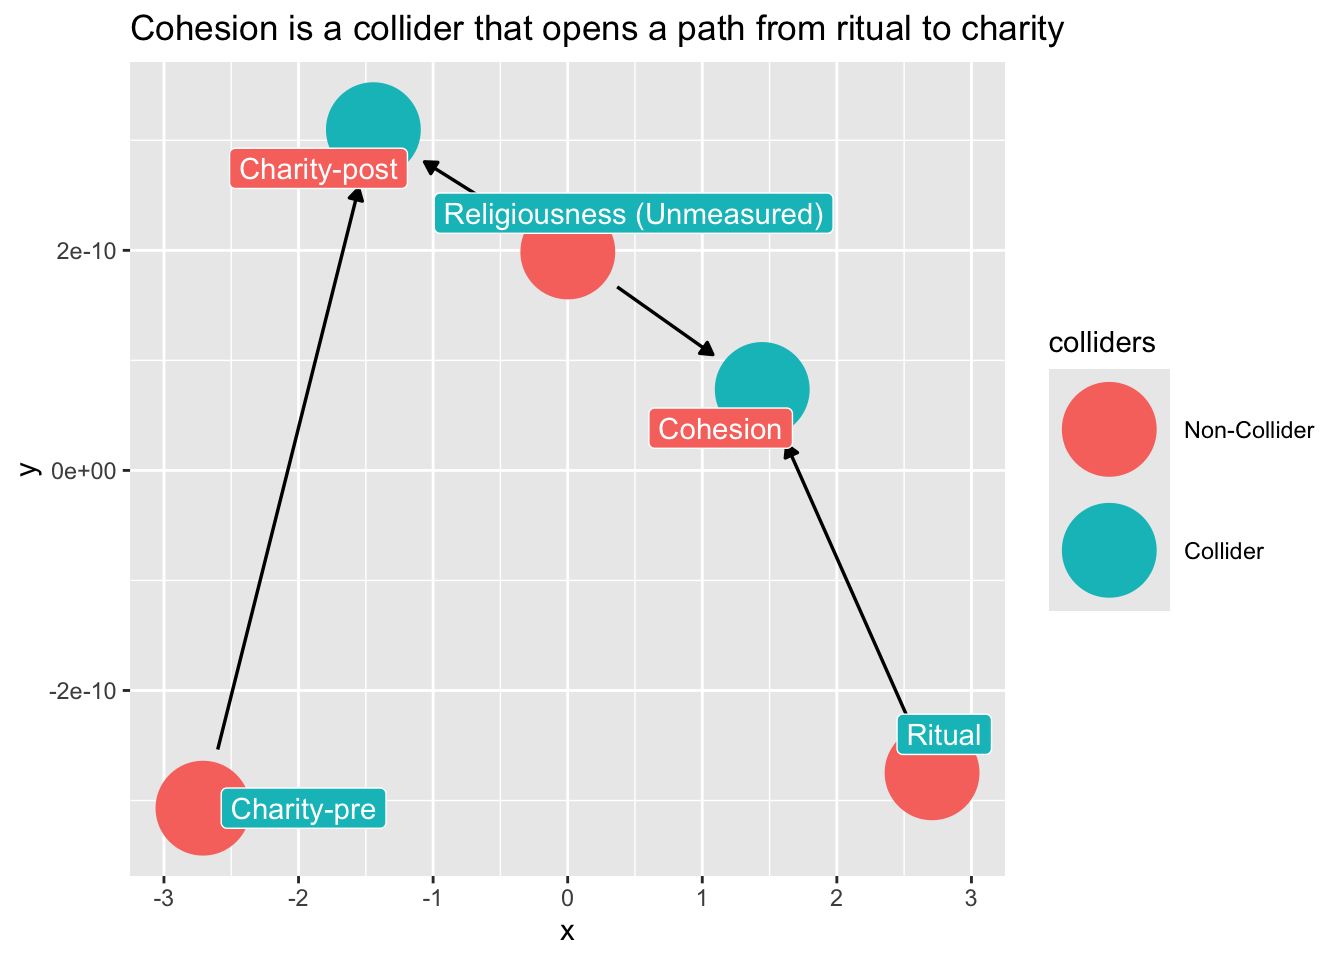 Cohesion is a collider that opens a path from ritual to charity
Charity-post
Religiousness (Unmeasured)
2e-10
colliders
Non-Collider
Cohesion
y
0e+00
Collider
-2e-10
Ritual
Charity-pre
-3 -2 -1 0 1 2 3
x